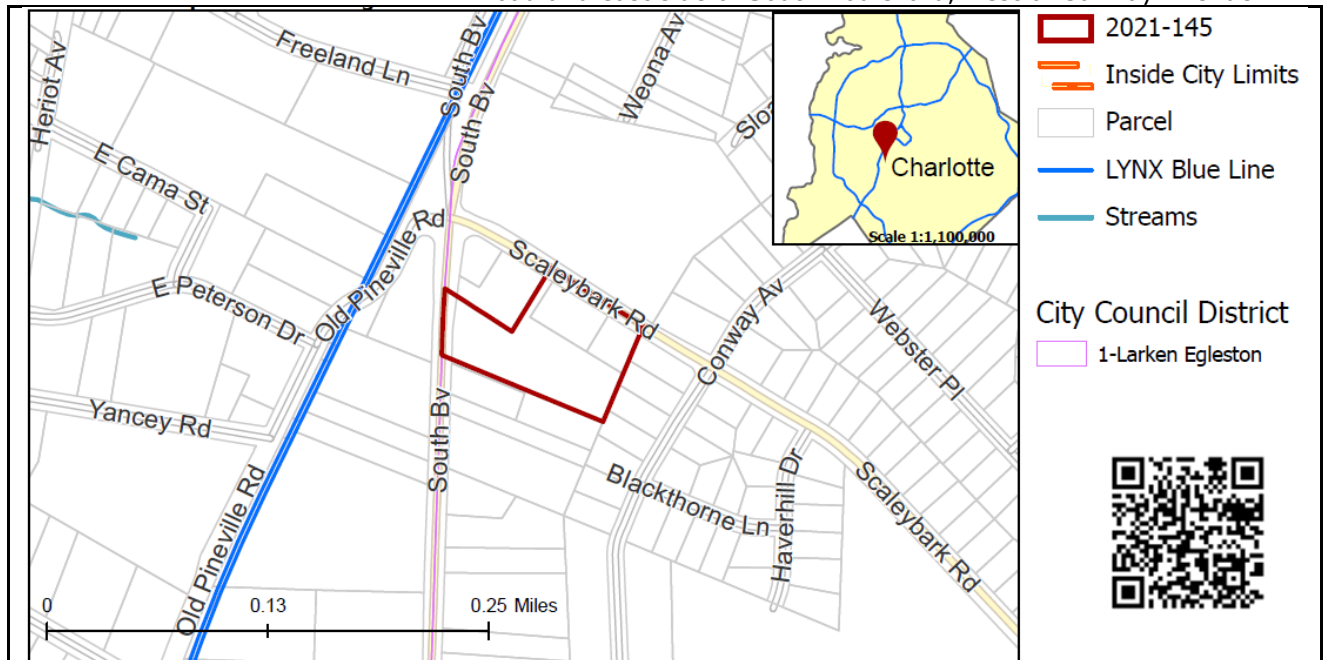 Freeland Ln
South Bv
South Bv
Weona Av
Heriot Av
E Cama St
Old Pineville Rd
Scaleybark Rd
E Peterson Dr
Conway Av
Webster Pl
Yancey Rd
South Bv
Blackthorne Ln
Haverhill Dr
Scaleybark Rd
Old Pineville Rd
0 0.13 0.25 Miles
Charlotte
Scale 1:1,100,000
2021-145
Inside City Limits
Parcel
LYNX Blue Line
Streams
City Council District
1-Larken Egleston